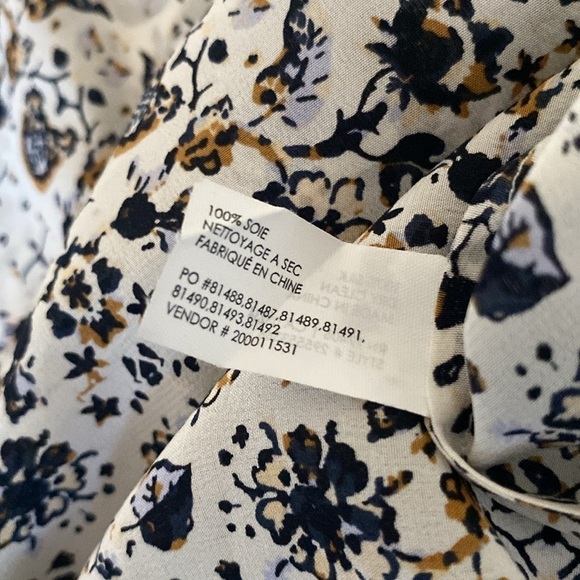 100% SOIE
NETTOYAGE A SEC
FABRIQUÉ EN CHINE
PO #81488,81487,81489,81491,
81490,81493,81492
VENDOR # 200011531